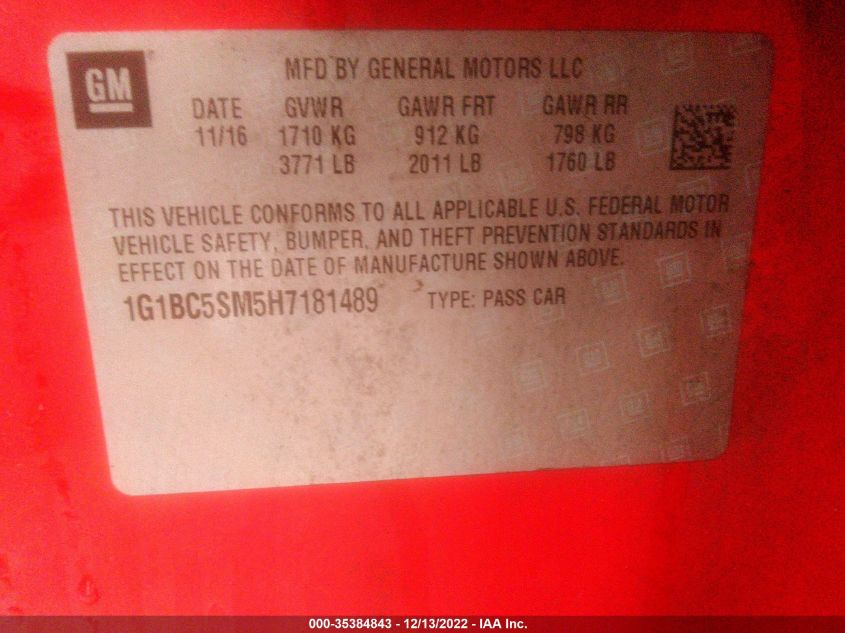 GM
MFD BY GENERAL MOTORS LLC
DATE GVWR GAWR FRT GAWR RR
11/16 1710 KG 912 KG 798 KG
3771 LB 2011 LB 1760 LB
THIS VEHICLE CONFORMS TO ALL APPLICABLE U.S. FEDERAL MOTOR
VEHICLE SAFETY, BUMPER, AND THEFT PREVENTION STANDARDS IN
EFFECT ON THE DATE OF MANUFACTURE SHOWN ABOVE.
1G1BC5SM5H7181489 TYPE: PASS CAR
000-35384843 - 12/13/2022 - IAA Inc.